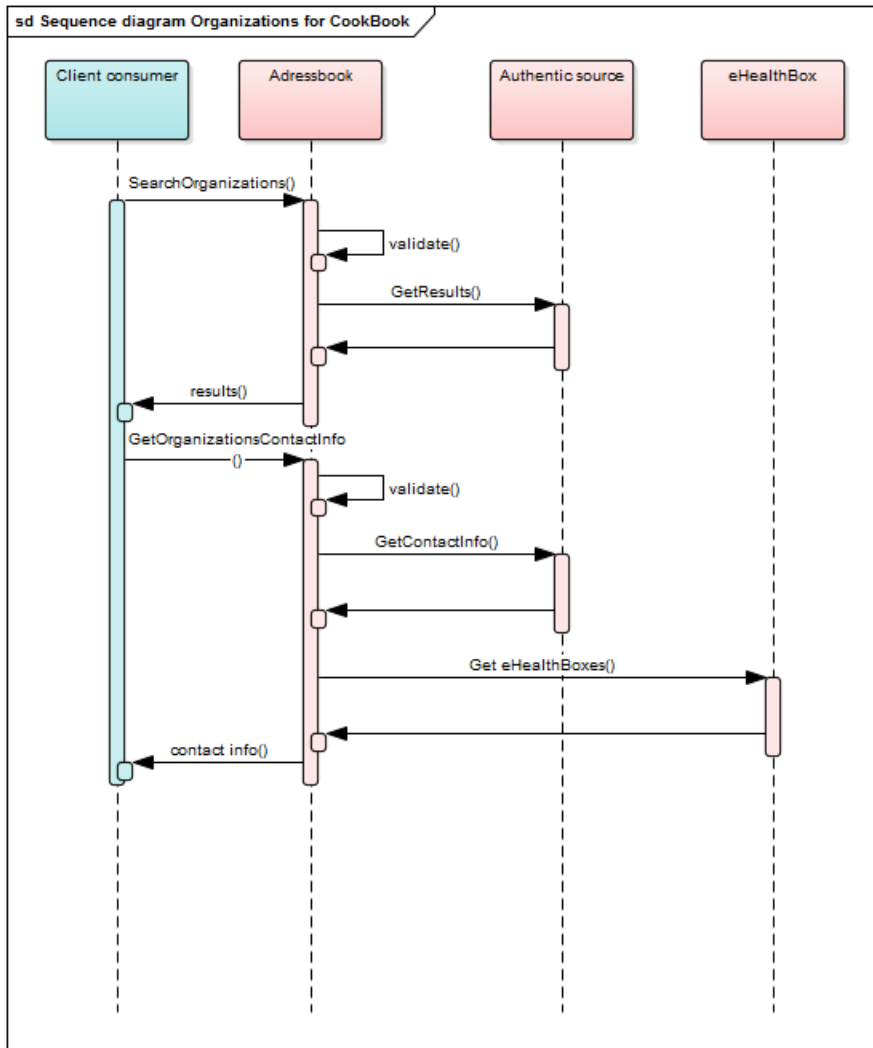 sd Sequence diagram Organizations for CookBook
Client consumer
Adressbook
Authentic source
eHealthBox
SearchOrganizations()
validate()
GetResults()
results()
GetOrganizationsContactInfo
()
validate()
GetContactInfo()
Get eHealthBoxes()
contact info()